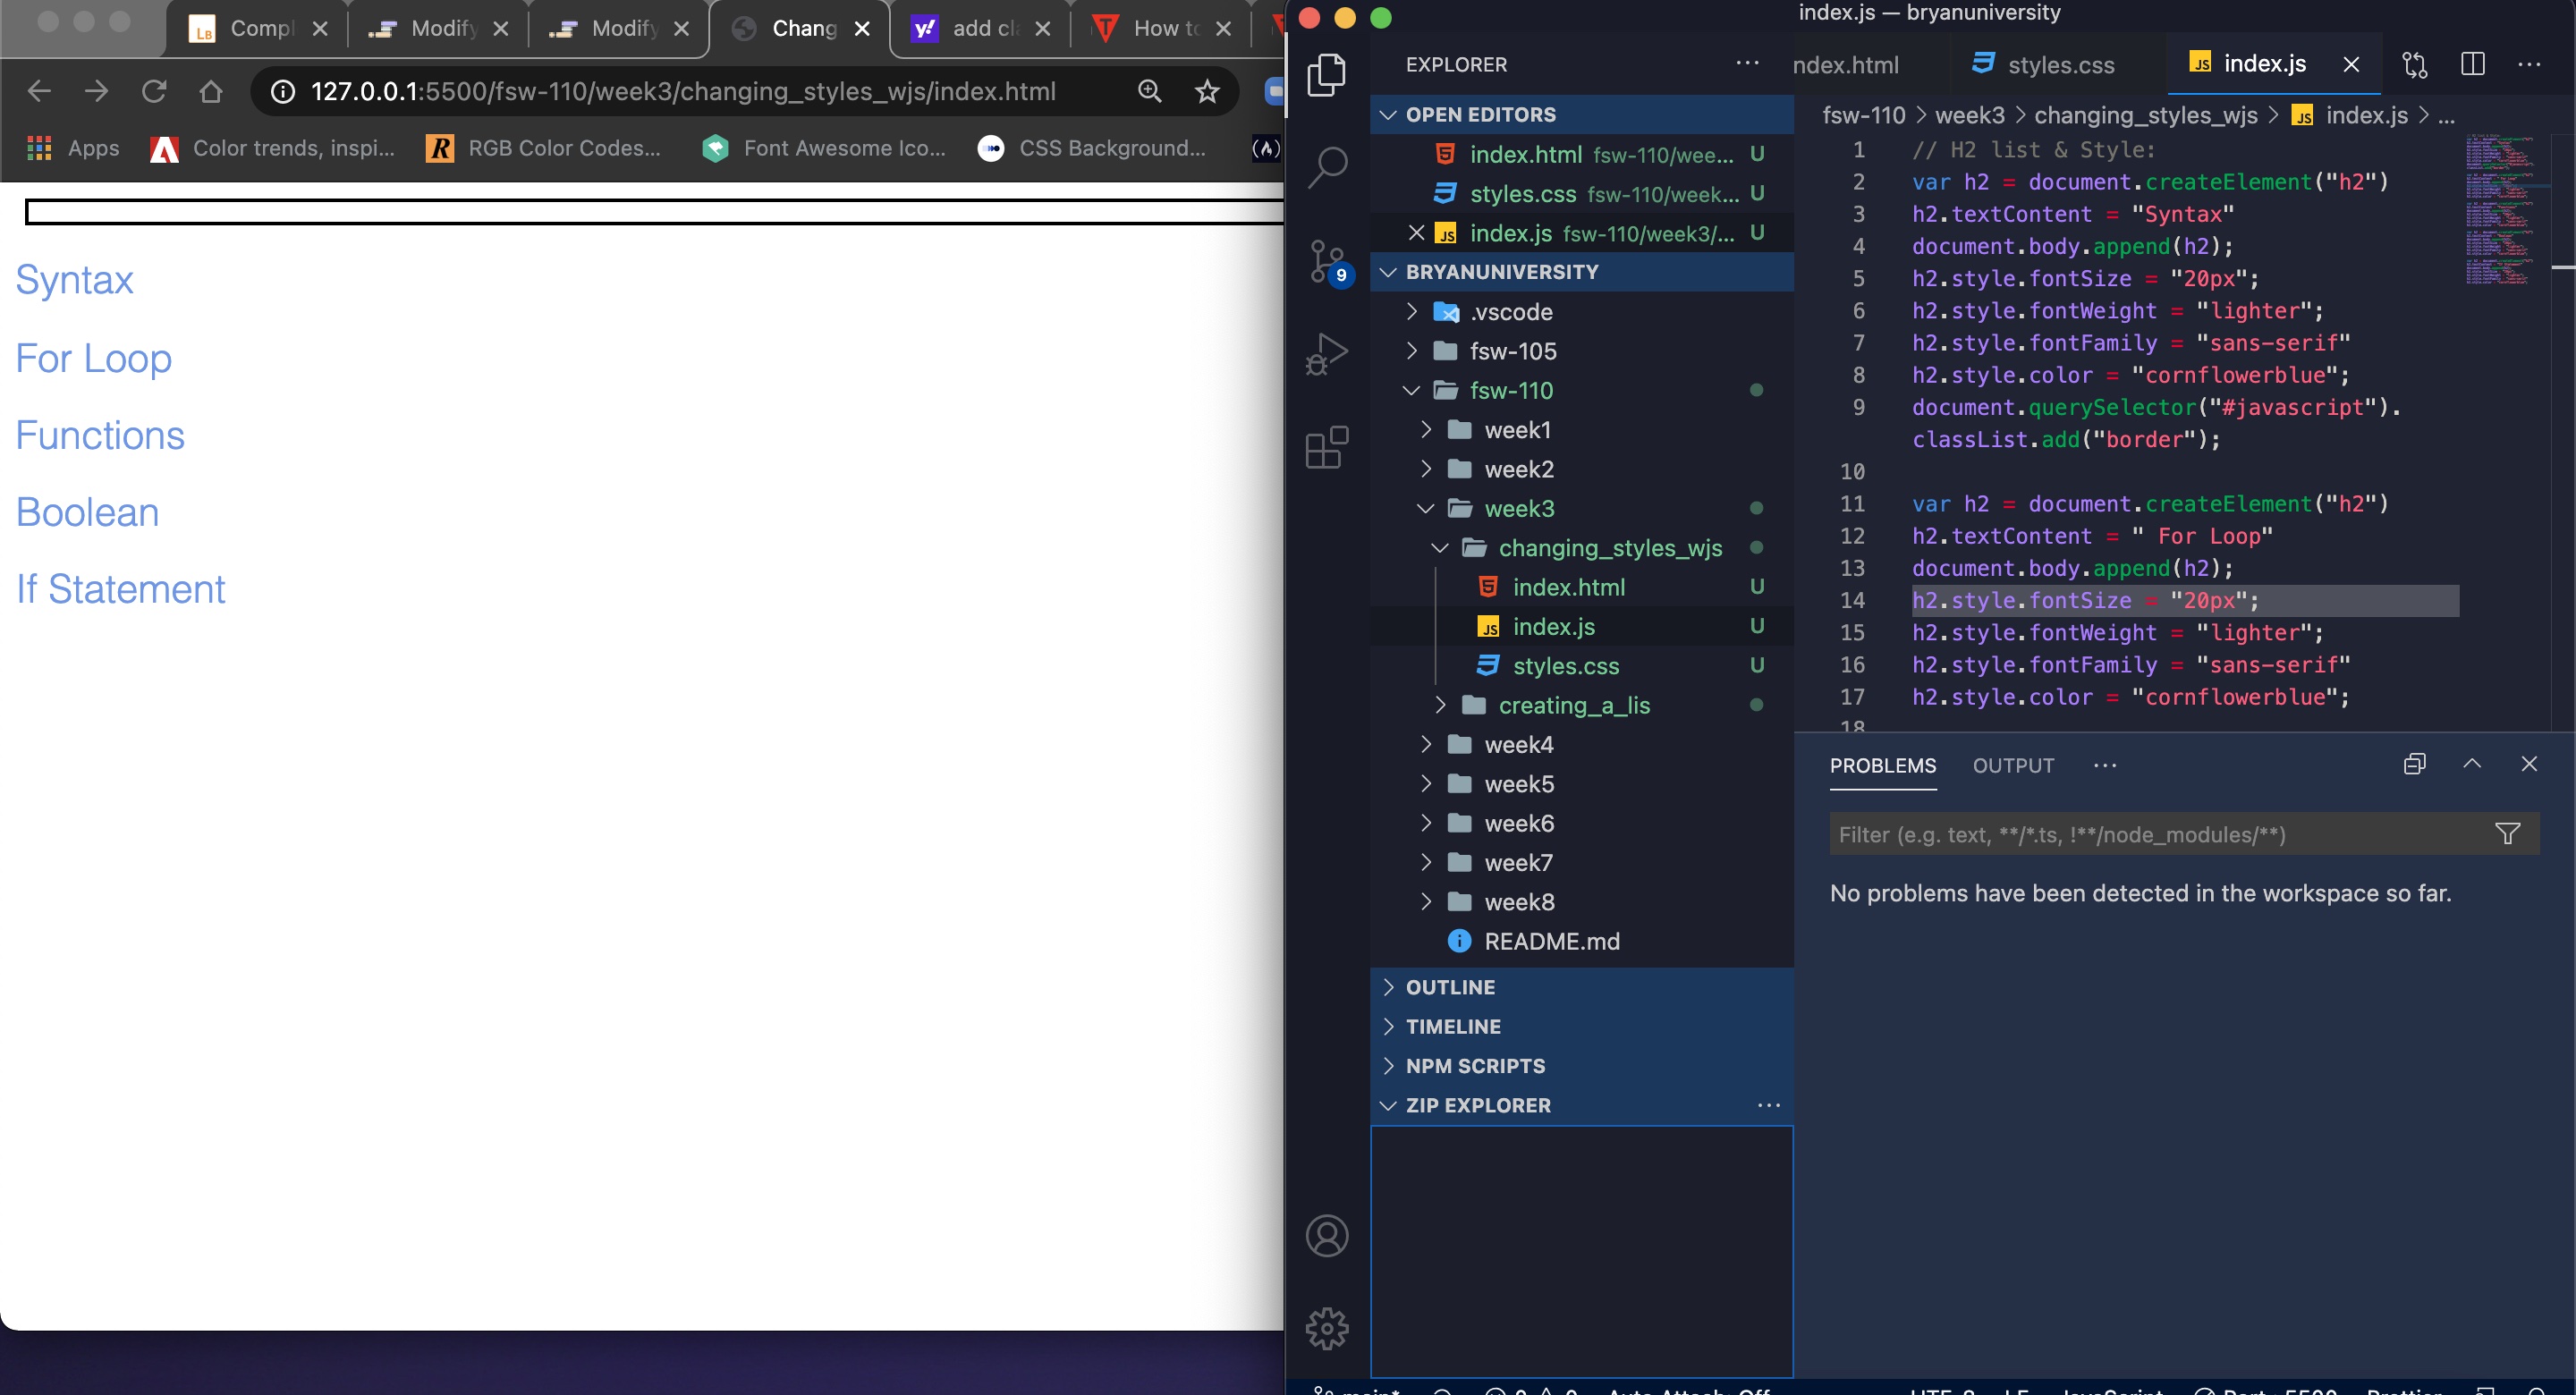 Compl
Modify
Modify
Chang
add cla
How to
127.0.0.1:5500/fsw-110/week3/changing_styles_wjs/index.html
Apps
Color trends, inspi...
RGB Color Codes...
Font Awesome Ico...
CSS Background...
Syntax
For Loop
Functions
Boolean
If Statement
index.js — bryanuniversity
EXPLORER
OPEN EDITORS
index.html fsw-110/wee... U
styles.css fsw-110/week... U
index.js fsw-110/week3/... U
BRYANUNIVERSITY
9
.vscode
fsw-105
fsw-110
week1
week2
week3
changing_styles_wjs
index.html U
index.js U
styles.css U
creating_a_lis
week4
week5
week6
week7
week8
README.md
OUTLINE
TIMELINE
NPM SCRIPTS
ZIP EXPLORER
ndex.html
styles.css
index.js
fsw-110 > week3 > changing_styles_wjs > index.js > ...
1 // H2 list & Style:
2 var h2 = document.createElement("h2")
3 h2.textContent = "Syntax"
4 document.body.append(h2);
5 h2.style.fontSize = "20px";
6 h2.style.fontWeight = "lighter";
7 h2.style.fontFamily = "sans-serif"
8 h2.style.color = "cornflowerblue";
9 document.querySelector("#javascript").
classList.add("border");
10
11 var h2 = document.createElement("h2")
12 h2.textContent = " For Loop"
13 document.body.append(h2);
14 h2.style.fontSize = "20px";
15 h2.style.fontWeight = "lighter";
16 h2.style.fontFamily = "sans-serif"
17 h2.style.color = "cornflowerblue";
18
PROBLEMS
OUTPUT
Filter (e.g. text, **/*.ts, !**/node_modules/**)
No problems have been detected in the workspace so far.